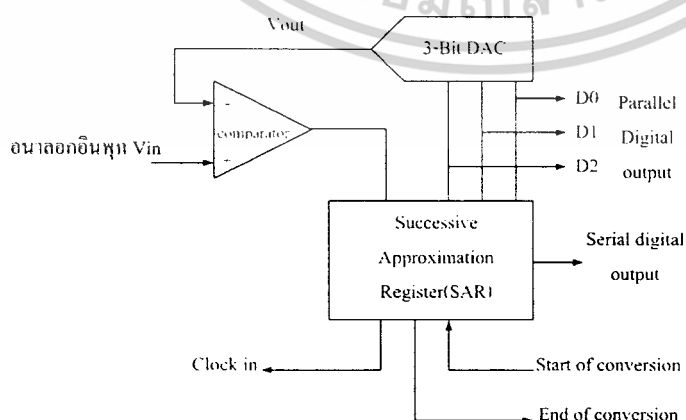 Vout
3-Bit DAC
D0 Parallel
D1 Digital
D2 output
comparator
-
+
อนาลอกอินพุท Vin
Successive
Approximation
Register(SAR)
Serial digital
output
Clock in
Start of conversion
End of conversion